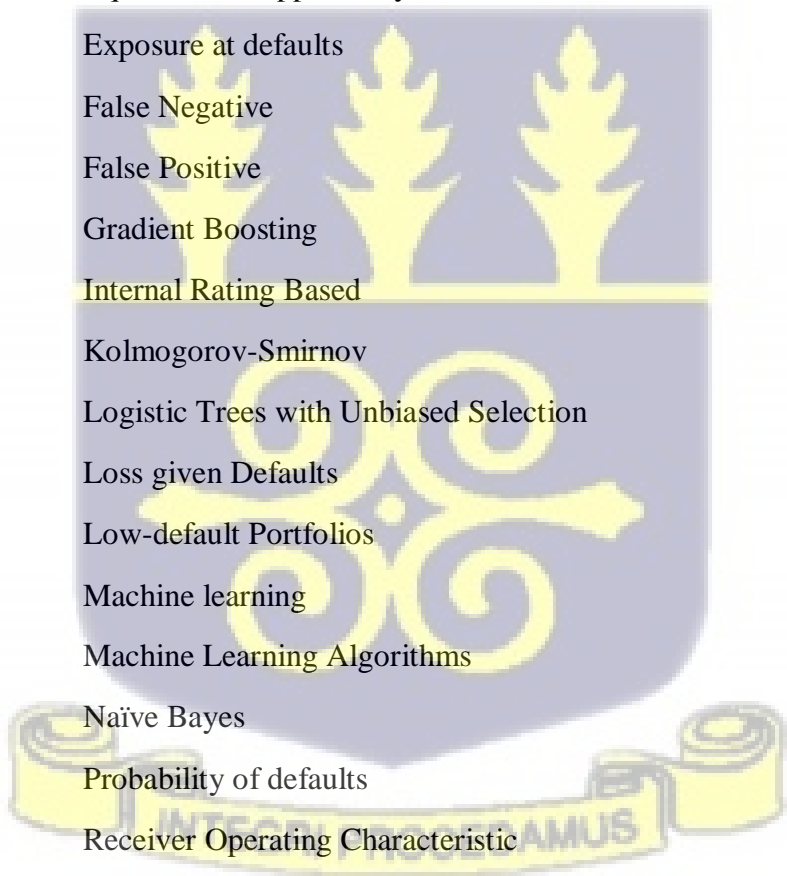 Exposure at defaults
False Negative
False Positive
Gradient Boosting
Internal Rating Based
Kolmogorov-Smirnov
Logistic Trees with Unbiased Selection
Loss given Defaults
Low-default Portfolios
Machine learning
Machine Learning Algorithms
Naïve Bayes
Probability of defaults
Receiver Operating Characteristic
INTEGRI PROCEDAMUS